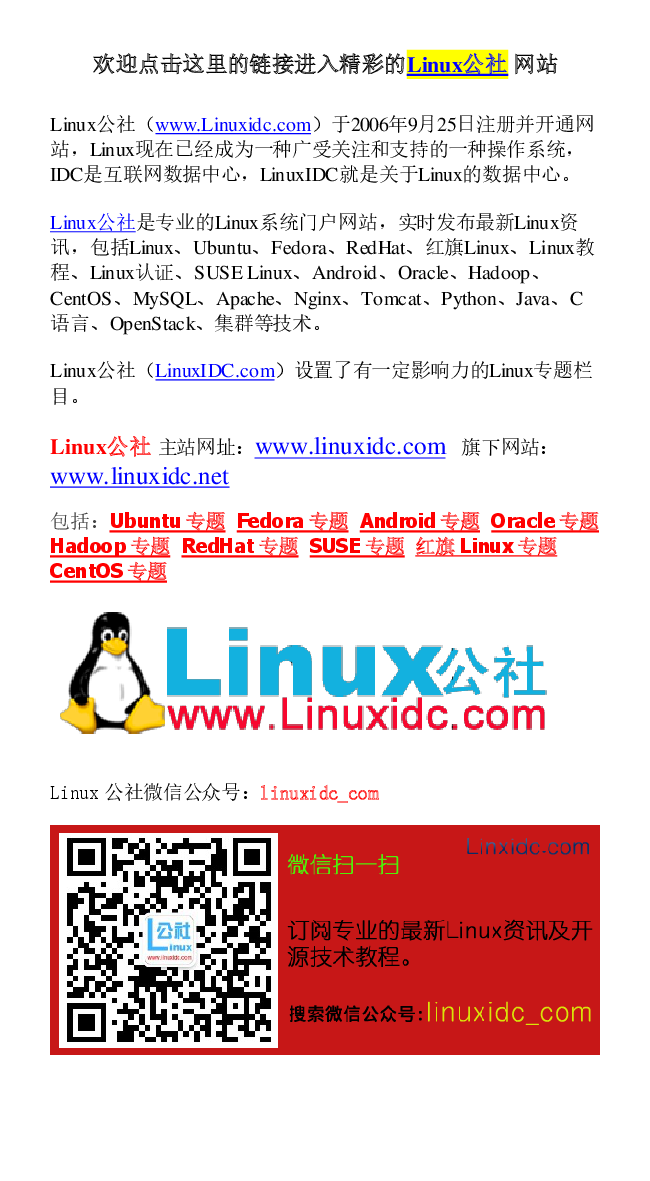 欢迎点击这里的链接进入精彩的Linux公社 网站
Linux公社（www.Linuxidc.com）于2006年9月25日注册并开通网
站，Linux现在已经成为一种广受关注和支持的一种操作系统，
IDC是互联网数据中心，LinuxIDC就是关于Linux的数据中心。
Linux公社是专业的Linux系统门户网站，实时发布最新Linux资
讯，包括Linux、Ubuntu、Fedora、RedHat、红旗Linux、Linux教
程、Linux认证、SUSE Linux、Android、Oracle、Hadoop、
CentOS、MySQL、Apache、Nginx、Tomcat、Python、Java、C
语言、OpenStack、集群等技术。
Linux公社（LinuxIDC.com）设置了有一定影响力的Linux专题栏
目。
Linux公社 主站网址：www.linuxidc.com 旗下网站：
www.linuxidc.net
包括：Ubuntu 专题 Fedora 专题 Android 专题 Oracle 专题
Hadoop 专题 RedHat 专题 SUSE 专题 红旗 Linux 专题
CentOS 专题
Linux公社
www.Linuxidc.com
Linux 公社微信公众号：linuxidc_com
Linxidc.com
微信扫一扫
公社
Linux
www.linuxidc.com
订阅专业的最新Linux资讯及开
源技术教程。
搜索微信公众号:linuxidc_com